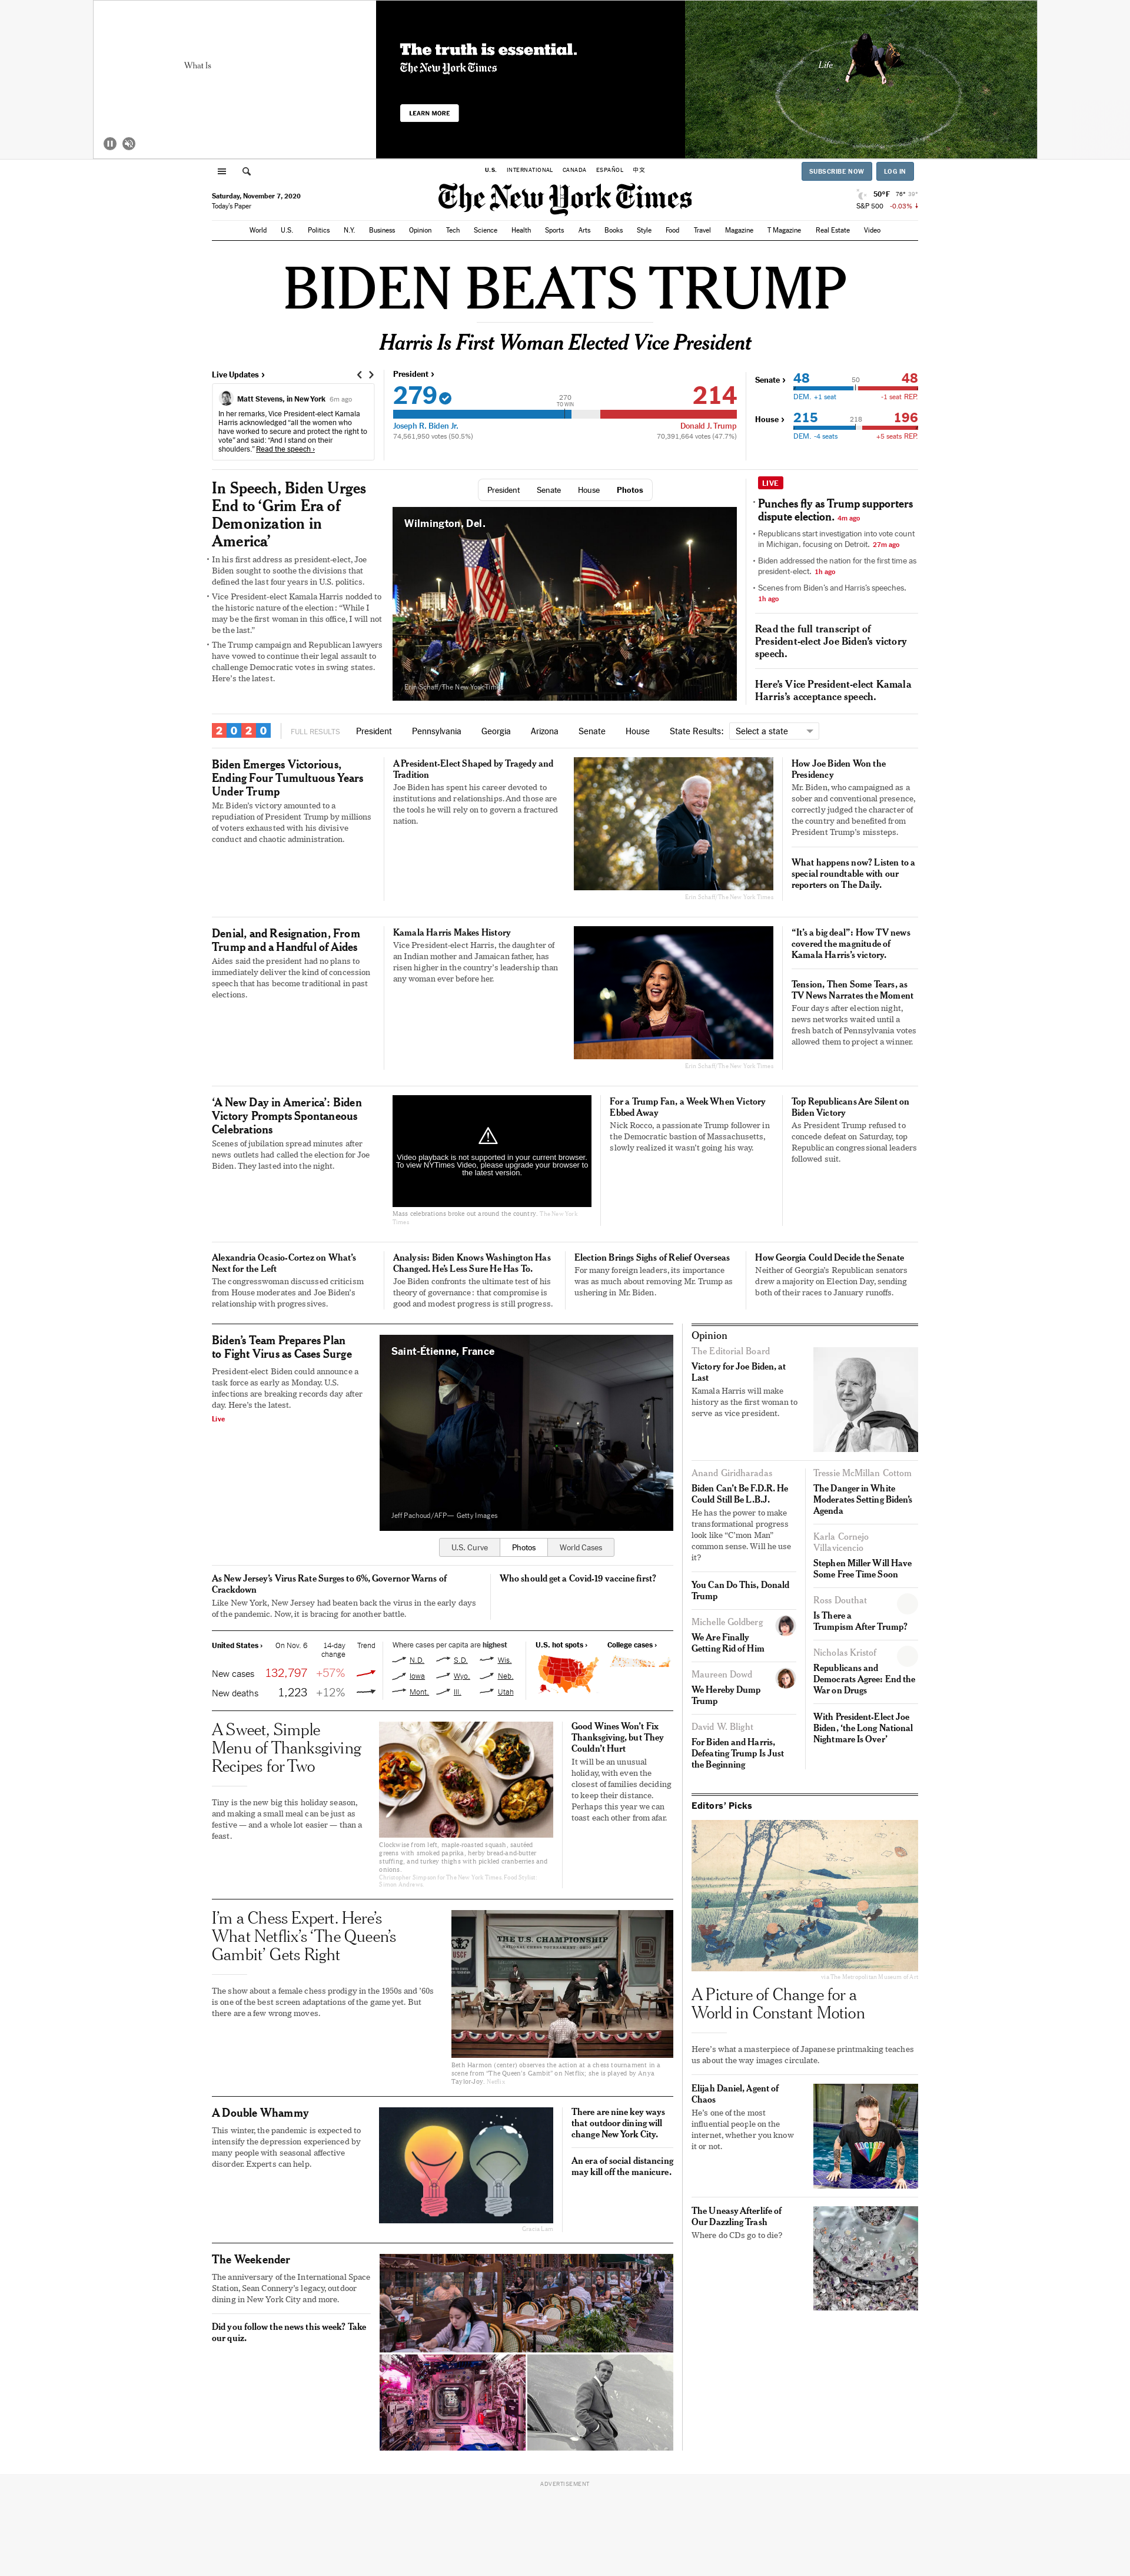 What Is
The truth is essential.
The New York Times
LEARN MORE
Life
U.S.
INTERNATIONAL
CANADA
ESPAÑOL
中文
SUBSCRIBE NOW
LOG IN
Saturday, November 7, 2020
Today's Paper
The New York Times
50°F 76° 39°
S&P 500 -0.03%
World U.S. Politics N.Y. Business Opinion Tech Science Health Sports Arts Books Style Food Travel Magazine T Magazine Real Estate Video
BIDEN BEATS TRUMP
Harris Is First Woman Elected Vice President
Live Updates ›
Matt Stevens, in New York 6m ago
In her remarks, Vice President-elect Kamala
Harris acknowledged “all the women who
have worked to secure and protect the right to
vote” and said: “And I stand on their
shoulders.” Read the speech ›
President ›
279
270
TO WIN
214
Joseph R. Biden Jr.
Donald J. Trump
74,561,950 votes (50.5%)
70,391,664 votes (47.7%)
Senate ›
48
50
48
DEM. +1 seat
-1 seat REP.
House ›
215
218
196
DEM. -4 seats
+5 seats REP.
In Speech, Biden Urges
End to ‘Grim Era of
Demonization in
America’
• In his first address as president-elect, Joe
Biden sought to soothe the divisions that
defined the last four years in U.S. politics.
• Vice President-elect Kamala Harris nodded to
the historic nature of the election: “While I
may be the first woman in this office, I will not
be the last.”
• The Trump campaign and Republican lawyers
have vowed to continue their legal assault to
challenge Democratic votes in swing states.
Here's the latest.
President Senate House Photos
Wilmington, Del.
Erin Schaff/The New York Times
LIVE
• Punches fly as Trump supporters
dispute election. 4m ago
• Republicans start investigation into vote count
in Michigan, focusing on Detroit. 27m ago
• Biden addressed the nation for the first time as
president-elect. 1h ago
• Scenes from Biden's and Harris's speeches.
1h ago
Read the full transcript of
President-elect Joe Biden's victory
speech.
Here's Vice President-elect Kamala
Harris's acceptance speech.
2020
FULL RESULTS
President Pennsylvania Georgia Arizona Senate House State Results: Select a state
Biden Emerges Victorious,
Ending Four Tumultuous Years
Under Trump
Mr. Biden's victory amounted to a
repudiation of President Trump by millions
of voters exhausted with his divisive
conduct and chaotic administration.
A President-Elect Shaped by Tragedy and
Tradition
Joe Biden has spent his career devoted to
institutions and relationships. And those are
the tools he will rely on to govern a fractured
nation.
Erin Schaff/The New York Times
How Joe Biden Won the
Presidency
Mr. Biden, who campaigned as a
sober and conventional presence,
correctly judged the character of
the country and benefited from
President Trump's missteps.
What happens now? Listen to a
special roundtable with our
reporters on The Daily.
Denial, and Resignation, From
Trump and a Handful of Aides
Aides said the president had no plans to
immediately deliver the kind of concession
speech that has become traditional in past
elections.
Kamala Harris Makes History
Vice President-elect Harris, the daughter of
an Indian mother and Jamaican father, has
risen higher in the country's leadership than
any woman ever before her.
Erin Schaff/The New York Times
“It's a big deal”: How TV news
covered the magnitude of
Kamala Harris's victory.
Tension, Then Some Tears, as
TV News Narrates the Moment
Four days after election night,
news networks waited until a
fresh batch of Pennsylvania votes
allowed them to project a winner.
‘A New Day in America’: Biden
Victory Prompts Spontaneous
Celebrations
Scenes of jubilation spread minutes after
news outlets had called the election for Joe
Biden. They lasted into the night.
Video playback is not supported in your current browser.
To view NYTimes Video, please upgrade your browser to
the latest version.
Mass celebrations broke out around the country. The New York
Times
For a Trump Fan, a Week When Victory
Ebbed Away
Nick Rocco, a passionate Trump follower in
the Democratic bastion of Massachusetts,
slowly realized it wasn't going his way.
Top Republicans Are Silent on
Biden Victory
As President Trump refused to
concede defeat on Saturday, top
Republican congressional leaders
followed suit.
Alexandria Ocasio-Cortez on What's
Next for the Left
The congresswoman discussed criticism
from House moderates and Joe Biden's
relationship with progressives.
Analysis: Biden Knows Washington Has
Changed. He's Less Sure He Has To.
Joe Biden confronts the ultimate test of his
theory of governance: that compromise is
good and modest progress is still progress.
Election Brings Sighs of Relief Overseas
For many foreign leaders, its importance
was as much about removing Mr. Trump as
ushering in Mr. Biden.
How Georgia Could Decide the Senate
Neither of Georgia's Republican senators
drew a majority on Election Day, sending
both of their races to January runoffs.
Biden's Team Prepares Plan
to Fight Virus as Cases Surge
President-elect Biden could announce a
task force as early as Monday. U.S.
infections are breaking records day after
day. Here's the latest.
Live
Saint-Étienne, France
Jeff Pachoud/AFP — Getty Images
U.S. Curve Photos World Cases
As New Jersey's Virus Rate Surges to 6%, Governor Warns of
Crackdown
Like New York, New Jersey had beaten back the virus in the early days
of the pandemic. Now, it is bracing for another battle.
Who should get a Covid-19 vaccine first?
United States › On Nov. 6 14-day
change Trend
New cases 132,797 +57%
New deaths 1,223 +12%
Where cases per capita are highest
N.D. S.D. Wis.
Iowa Wyo. Neb.
Mont. Ill. Utah
U.S. hot spots ›
College cases ›
A Sweet, Simple
Menu of Thanksgiving
Recipes for Two
Tiny is the new big this holiday season,
and making a small meal can be just as
festive — and a whole lot easier — than a
feast.
Clockwise from left, maple-roasted squash, sautéed
greens with smoked paprika, herby bread-and-butter
stuffing, and turkey thighs with pickled cranberries and
onions.
Christopher Simpson for The New York Times. Food Stylist:
Simon Andrews.
Good Wines Won't Fix
Thanksgiving, but They
Couldn't Hurt
It will be an unusual
holiday, with even the
closest of families deciding
to keep their distance.
Perhaps this year we can
toast each other from afar.
I'm a Chess Expert. Here's
What Netflix's ‘The Queen's
Gambit’ Gets Right
The show about a female chess prodigy in the 1950s and '60s
is one of the best screen adaptations of the game yet. But
there are a few wrong moves.
USCF
THE U.S. CHAMPIONSHIP
Beth Harmon (center) observes the action at a chess tournament in a
scene from “The Queen's Gambit” on Netflix; she is played by Anya
Taylor-Joy. Netflix
A Double Whammy
This winter, the pandemic is expected to
intensify the depression experienced by
many people with seasonal affective
disorder. Experts can help.
Gracia Lam
There are nine key ways
that outdoor dining will
change New York City.
An era of social distancing
may kill off the manicure.
The Weekender
The anniversary of the International Space
Station, Sean Connery's legacy, outdoor
dining in New York City and more.
Did you follow the news this week? Take
our quiz.
Opinion
The Editorial Board
Victory for Joe Biden, at
Last
Kamala Harris will make
history as the first woman to
serve as vice president.
Anand Giridharadas
Biden Can't Be F.D.R. He
Could Still Be L.B.J.
He has the power to make
transformational progress
look like “C'mon Man”
common sense. Will he use
it?
You Can Do This, Donald
Trump
Michelle Goldberg
We Are Finally
Getting Rid of Him
Maureen Dowd
We Hereby Dump
Trump
David W. Blight
For Biden and Harris,
Defeating Trump Is Just
the Beginning
Tressie McMillan Cottom
The Danger in White
Moderates Setting Biden's
Agenda
Karla Cornejo
Villavicencio
Stephen Miller Will Have
Some Free Time Soon
Ross Douthat
Is There a
Trumpism After Trump?
Nicholas Kristof
Republicans and
Democrats Agree: End the
War on Drugs
With President-Elect Joe
Biden, ‘the Long National
Nightmare Is Over’
Editors' Picks
via The Metropolitan Museum of Art
A Picture of Change for a
World in Constant Motion
Here's what a masterpiece of Japanese printmaking teaches
us about the way images circulate.
Elijah Daniel, Agent of
Chaos
He's one of the most
influential people on the
internet, whether you know
it or not.
The Uneasy Afterlife of
Our Dazzling Trash
Where do CDs go to die?
ADVERTISEMENT